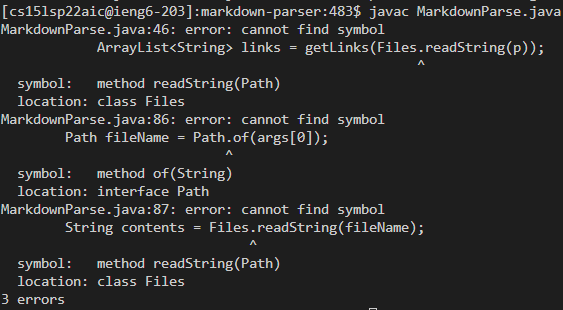 [cs15lsp22aic@ieng6-203]:markdown-parser:483$ javac MarkdownParse.java
MarkdownParse.java:46: error: cannot find symbol
            ArrayList<String> links = getLinks(Files.readString(p));
                                                    ^
  symbol:   method readString(Path)
  location: class Files
MarkdownParse.java:86: error: cannot find symbol
        Path fileName = Path.of(args[0]);
                            ^
  symbol:   method of(String)
  location: interface Path
MarkdownParse.java:87: error: cannot find symbol
        String contents = Files.readString(fileName);
                               ^
  symbol:   method readString(Path)
  location: class Files
3 errors